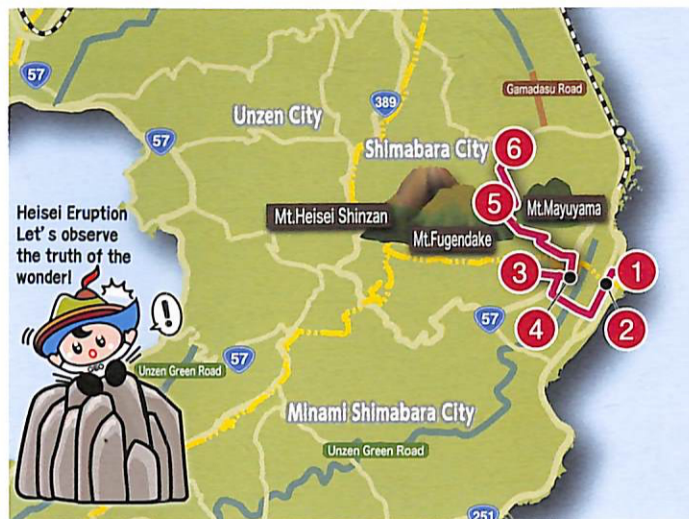 57
389
Gamadasu Road
Unzen City
57
Shimabara City
6
5
Mt.Heisei Shinzan
Mt.Mayuyama
Mt.Fugendake
Heisei Eruption
Let's observe
the truth of the
wonder!
!
3
1
4
2
57
57
Unzen Green Road
Minami Shimabara City
Unzen Green Road
251